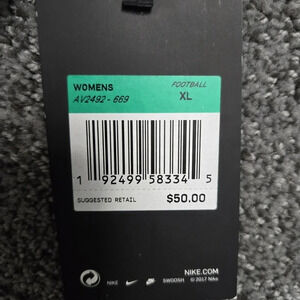 WOMENS FOOTBALL
AV2492 - 669 XL
1 92499 58334 5
SUGGESTED RETAIL $50.00
NIKE.COM
NIKE SWOOSH © 2017 Nike